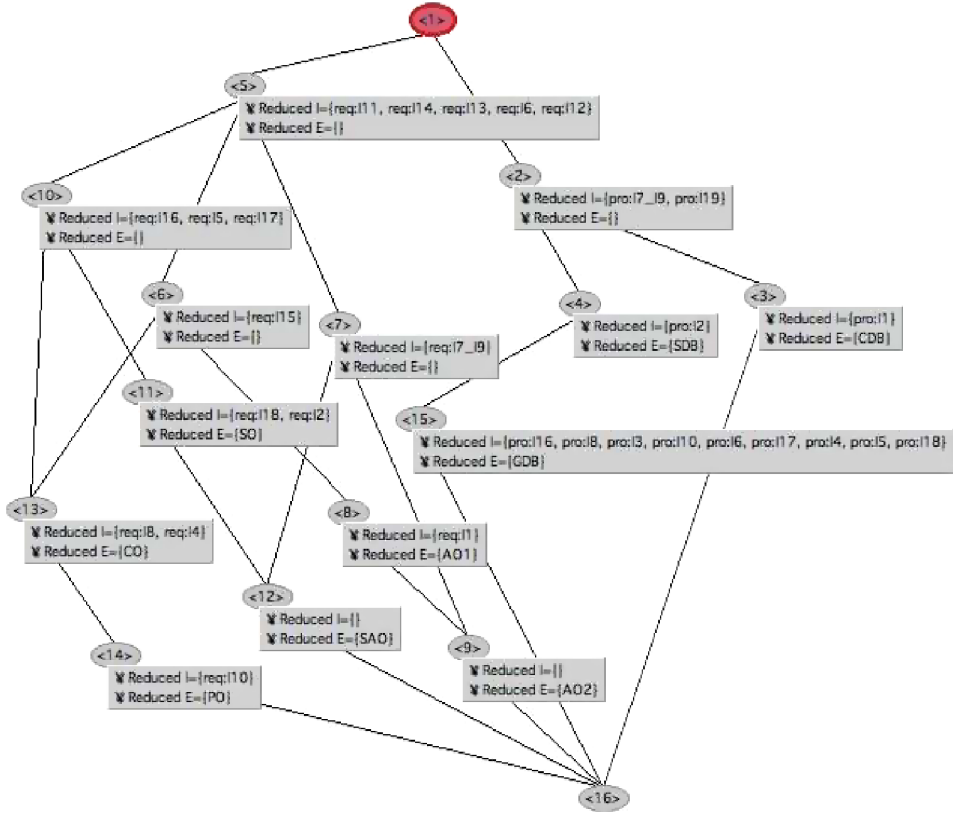 <1>
<5>
¥ Reduced I={req:I11, req:I14, req:I13, req:I6, req:I12}
¥ Reduced E={}
<2>
¥ Reduced I={pro:I7_I9, pro:I19}
¥ Reduced E={}
<10>
¥ Reduced I={req:I16, req:I5, req:I17}
¥ Reduced E={}
<6>
¥ Reduced I={req:I15}
¥ Reduced E={}
<7>
¥ Reduced I={req:I7_I9}
¥ Reduced E={}
<4>
¥ Reduced I={pro:I2}
¥ Reduced E={SDB}
<3>
¥ Reduced I={pro:I1}
¥ Reduced E={CDB}
<11>
¥ Reduced I={req:I18, req:I2}
¥ Reduced E={SO}
<15>
¥ Reduced I={pro:I16, pro:I8, pro:I3, pro:I10, pro:I6, pro:I17, pro:I4, pro:I5, pro:I18}
¥ Reduced E={GDB}
<13>
¥ Reduced I={req:I8, req:I4}
¥ Reduced E={CO}
<8>
¥ Reduced I={req:I1}
¥ Reduced E={AO1}
<12>
¥ Reduced I={}
¥ Reduced E={SAO}
<14>
¥ Reduced I={req:I10}
¥ Reduced E={PO}
<9>
¥ Reduced I={}
¥ Reduced E={AO2}
<16>